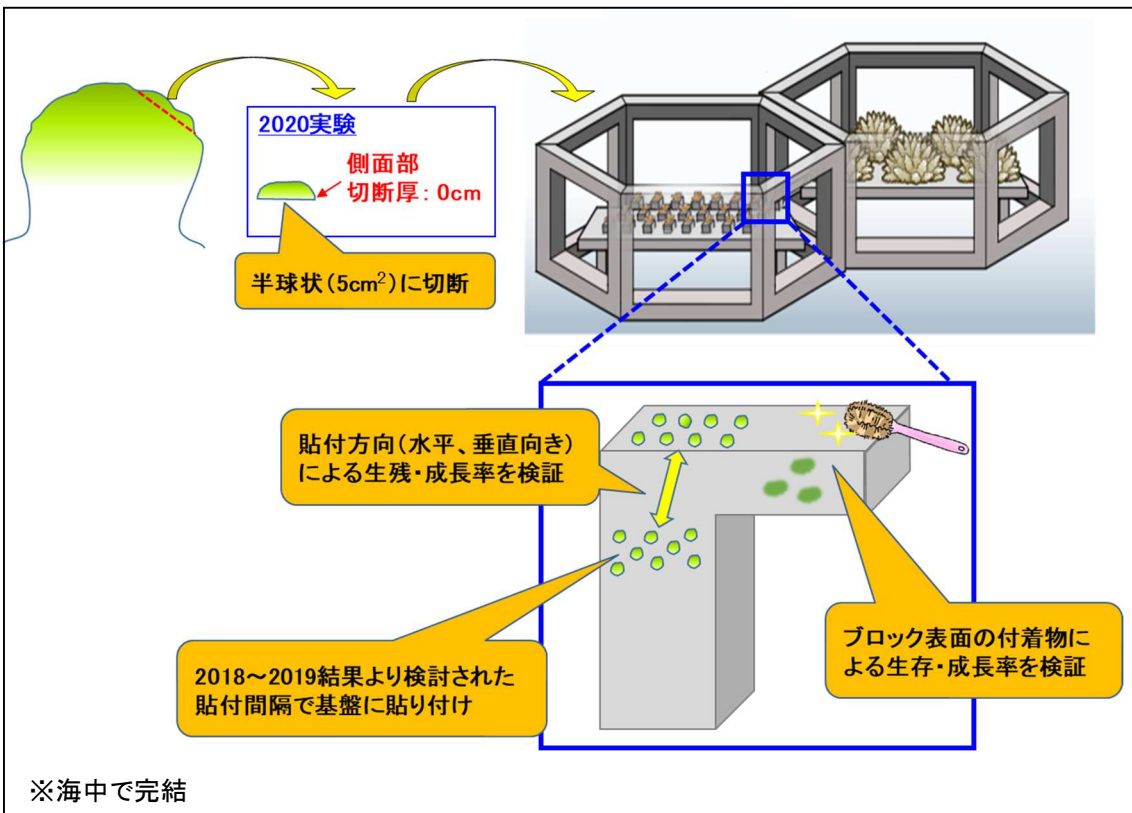 2020実験
側面部
切断厚：0cm
半球状（5cm²）に切断
貼付方向（水平、垂直向き）
による生残・成長率を検証
2018～2019結果より検討された
貼付間隔で基盤に貼り付け
ブロック表面の付着物に
よる生存・成長率を検証
※海中で完結